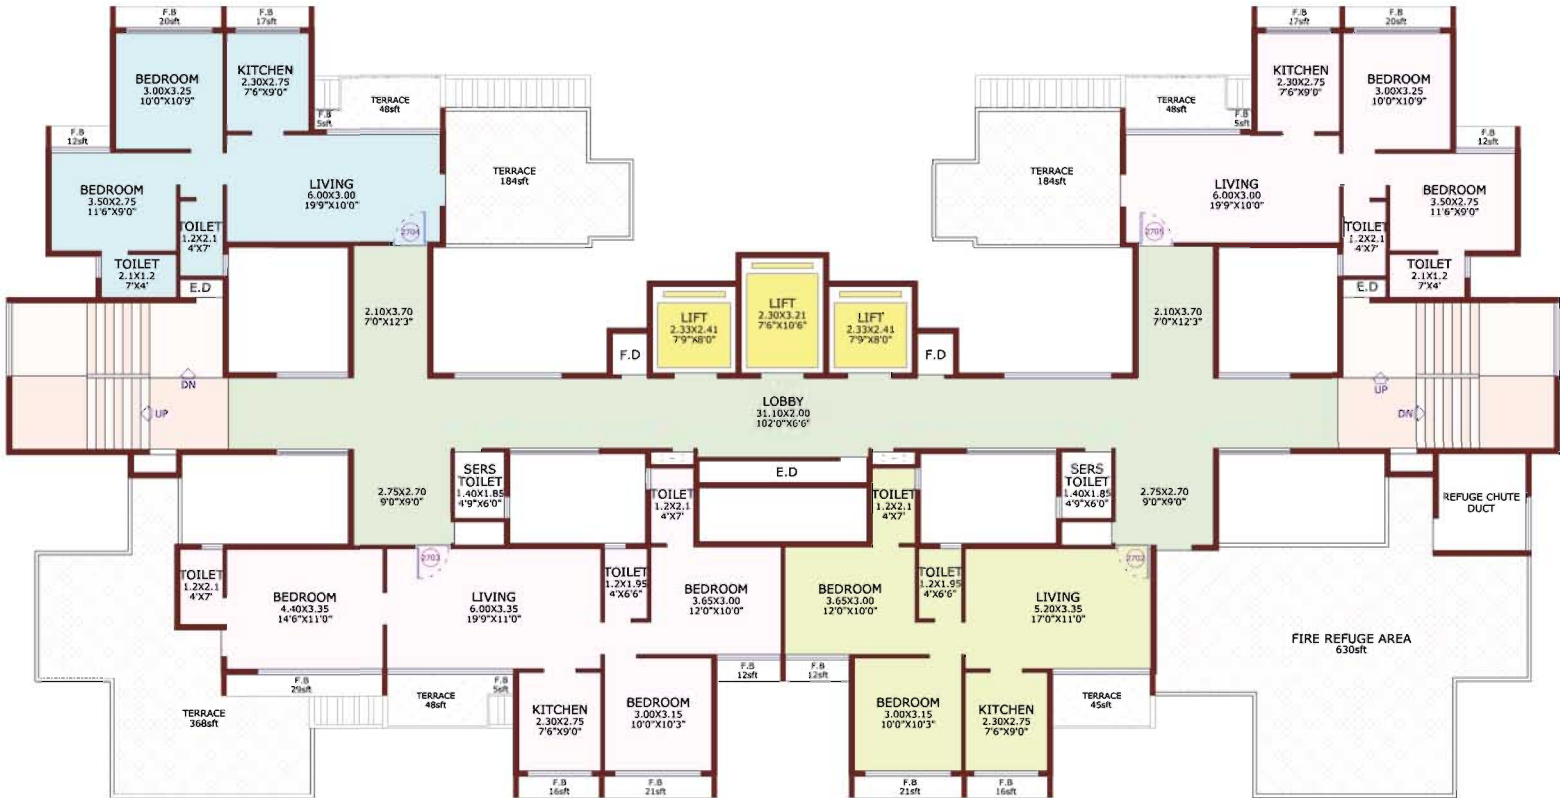 F.B
20sft
F.B
17sft
BEDROOM
3.00X3.25
10'0"X10'9"
KITCHEN
2.30X2.75
7'6"X9'0"
TERRACE
48sft
F.B
5sft
F.B
12sft
BEDROOM
3.50X2.75
11'6"X9'0"
LIVING
6.00X3.00
19'9"X10'0"
TERRACE
184sft
TOILET
1.2X2.1
4'X7'
2704
TOILET
2.1X1.2
7'X4'
E.D
F.B
17sft
F.B
20sft
KITCHEN
2.30X2.75
7'6"X9'0"
BEDROOM
3.00X3.25
10'0"X10'9"
TERRACE
48sft
F.B
5sft
F.B
12sft
TERRACE
184sft
LIVING
6.00X3.00
19'9"X10'0"
BEDROOM
3.50X2.75
11'6"X9'0"
TOILET
1.2X2.1
4'X7'
TOILET
2.1X1.2
7'X4'
E.D
2.10X3.70
7'0"X12'3"
LIFT
2.33X2.41
7'9"X8'0"
LIFT
2.30X3.21
7'6"X10'6"
LIFT
2.33X2.41
7'9"X8'0"
2.10X3.70
7'0"X12'3"
F.D
F.D
DN
UP
LOBBY
31.10X2.00
102'0"X6'6"
UP
DN
E.D
2.75X2.70
9'0"X9'0"
SERS
TOILET
1.40X1.85
4'9"X6'0"
TOILET
1.2X2.1
4'X7'
TOILET
1.2X2.1
4'X7'
SERS
TOILET
1.40X1.85
4'9"X6'0"
2.75X2.70
9'0"X9'0"
REFUGE CHUTE
DUCT
2703
2702
TOILET
1.2X2.1
4'X7'
BEDROOM
4.40X3.35
14'6"X11'0"
LIVING
6.00X3.35
19'9"X11'0"
TOILET
1.2X1.95
4'X6'6"
BEDROOM
3.65X3.00
12'0"X10'0"
BEDROOM
3.65X3.00
12'0"X10'0"
TOILET
1.2X1.95
4'X6'6"
LIVING
5.20X3.35
17'0"X11'0"
FIRE REFUGE AREA
630sft
F.B
29sft
F.B
5sft
F.B
12sft
F.B
12sft
TERRACE
368sft
TERRACE
48sft
KITCHEN
2.30X2.75
7'6"X9'0"
BEDROOM
3.00X3.15
10'0"X10'3"
BEDROOM
3.00X3.15
10'0"X10'3"
KITCHEN
2.30X2.75
7'6"X9'0"
TERRACE
45sft
F.B
16sft
F.B
21sft
F.B
21sft
F.B
16sft